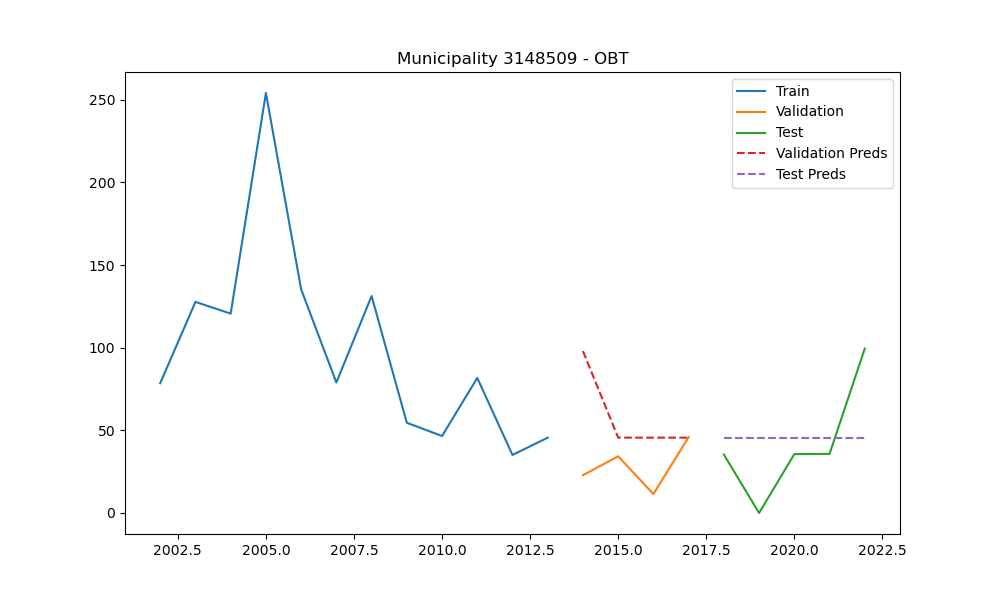 Municipality 3148509 - OBT
Train
Validation
Test
Validation Preds
Test Preds
250
200
150
100
50
0
2002.5 2005.0 2007.5 2010.0 2012.5 2015.0 2017.5 2020.0 2022.5